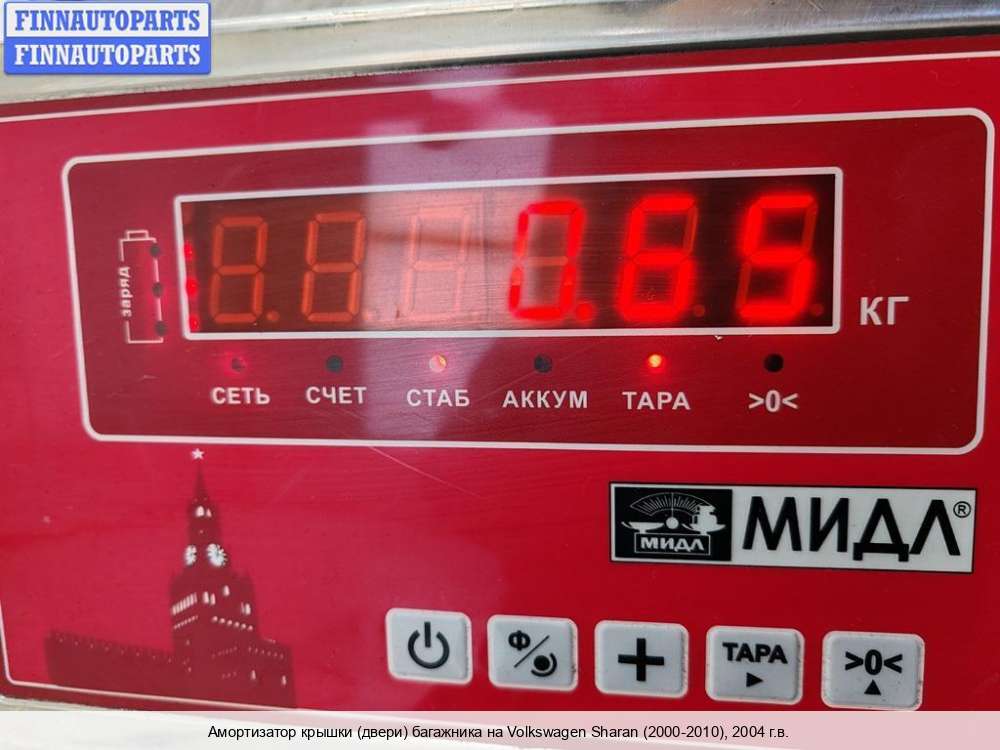 FINNAUTOPARTS
FINNAUTOPARTS
заряд
0.65
КГ
СЕТЬ СЧЕТ СТАБ АККУМ ТАРА >0<
МИДЛ МИДЛ®
Ф ТАРА >0<
Амортизатор крышки (двери) багажника на Volkswagen Sharan (2000-2010), 2004 г.в.